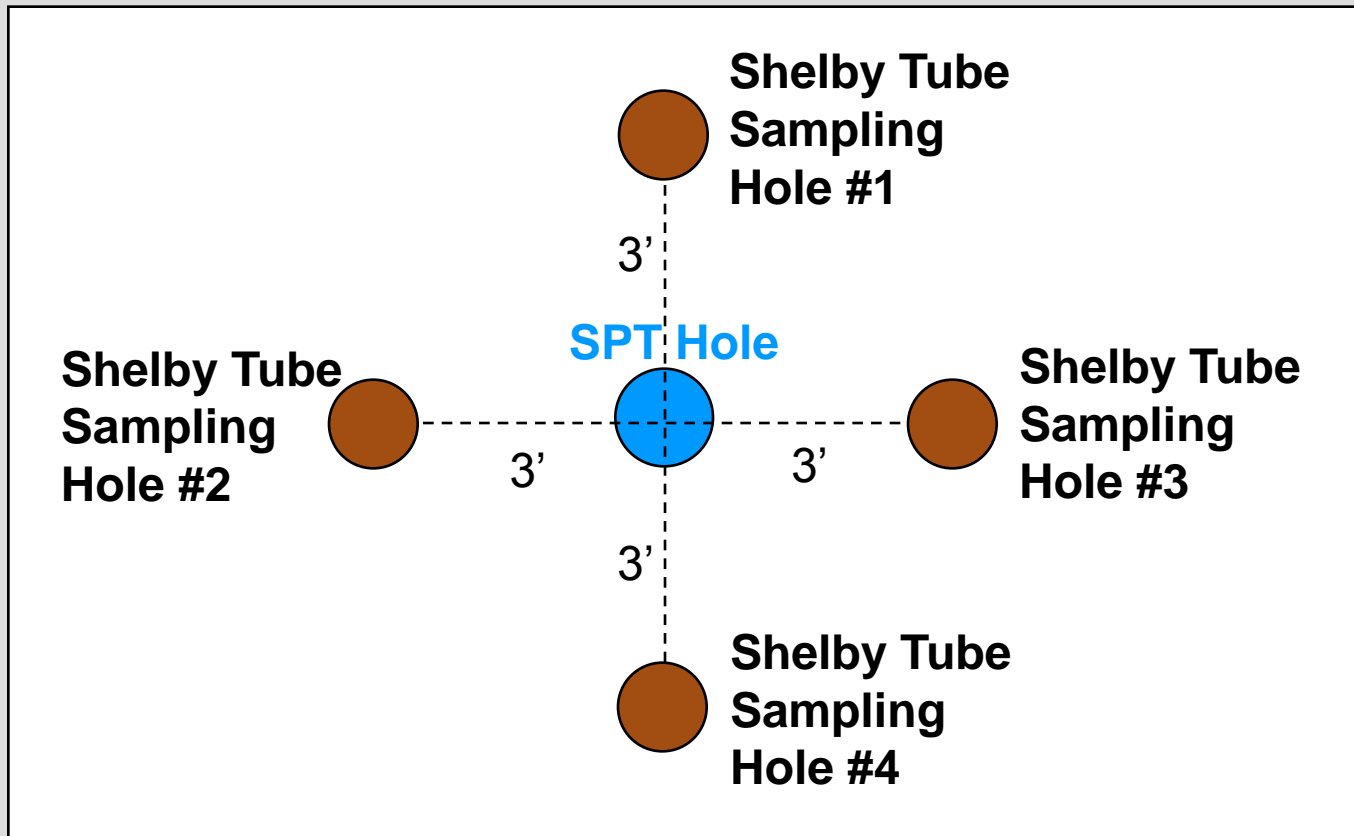 Shelby Tube
Sampling
Hole #1
3’
SPT Hole
Shelby Tube
Sampling
Hole #2
3’
3’
Shelby Tube
Sampling
Hole #3
3’
Shelby Tube
Sampling
Hole #4